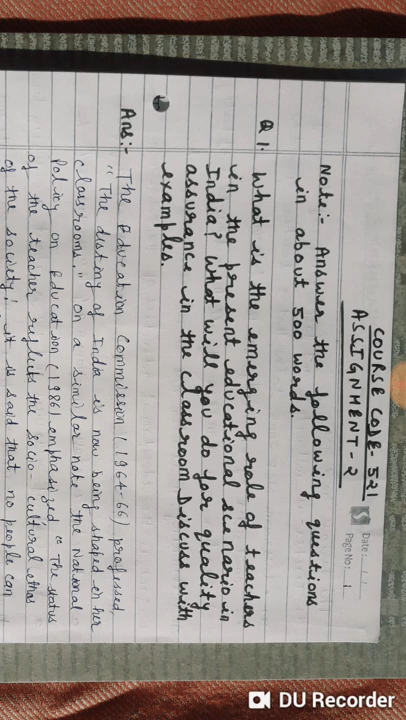 Date: / /
Page No: 1
COURSE CODE- 521
ASSIGNMENT-2
Note:- Answer the following questions
in about 500 words.
Q 1. What is the emerging role of teachers
in the present educational scenario in
India? What will you do for quality
assurance in the classroom Discuss with
examples.
Ans:- The Education Commission (1964-66) professed,
"The destiny of India is now being shaped in her
classrooms." On a similar note, the National
Policy on Education (1986) emphasized "The status
of the teacher reflects the Socio-cultural ethos
of the society. It is said that no people can
DU Recorder